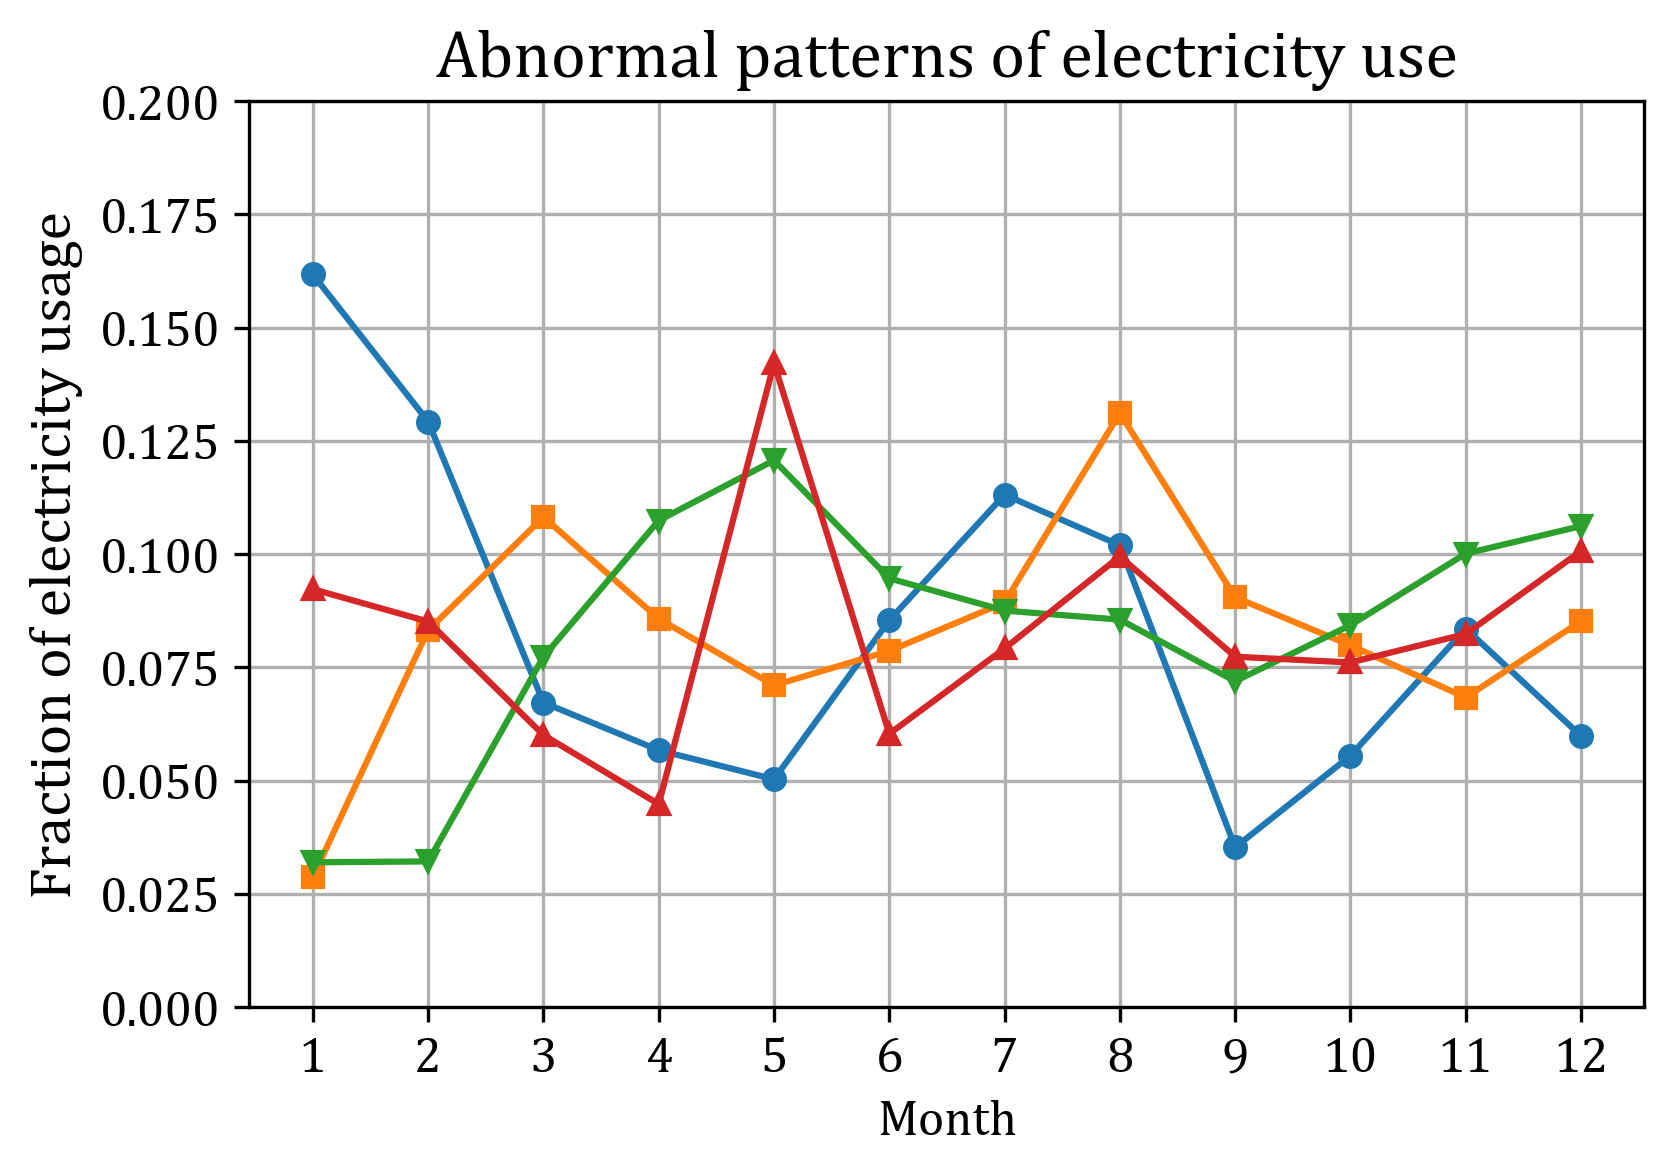 Abnormal patterns of electricity use
0.200
0.175
0.150
0.125
0.100
0.075
0.050
0.025
0.000
Fraction of electricity usage
1 2 3 4 5 6 7 8 9 10 11 12
Month